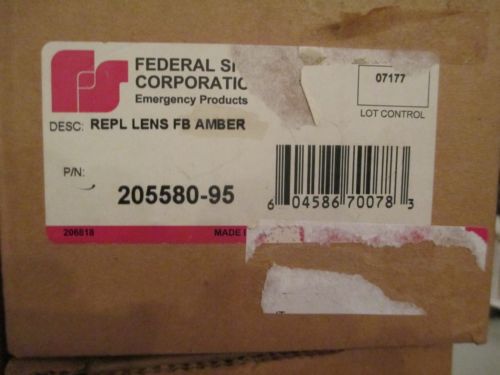 FEDERAL SI
CORPORATIC
Emergency Products
07177
LOT CONTROL
DESC: REPL LENS FB AMBER
P/N:
205580-95
6 04586 70078 3
206818
MADE